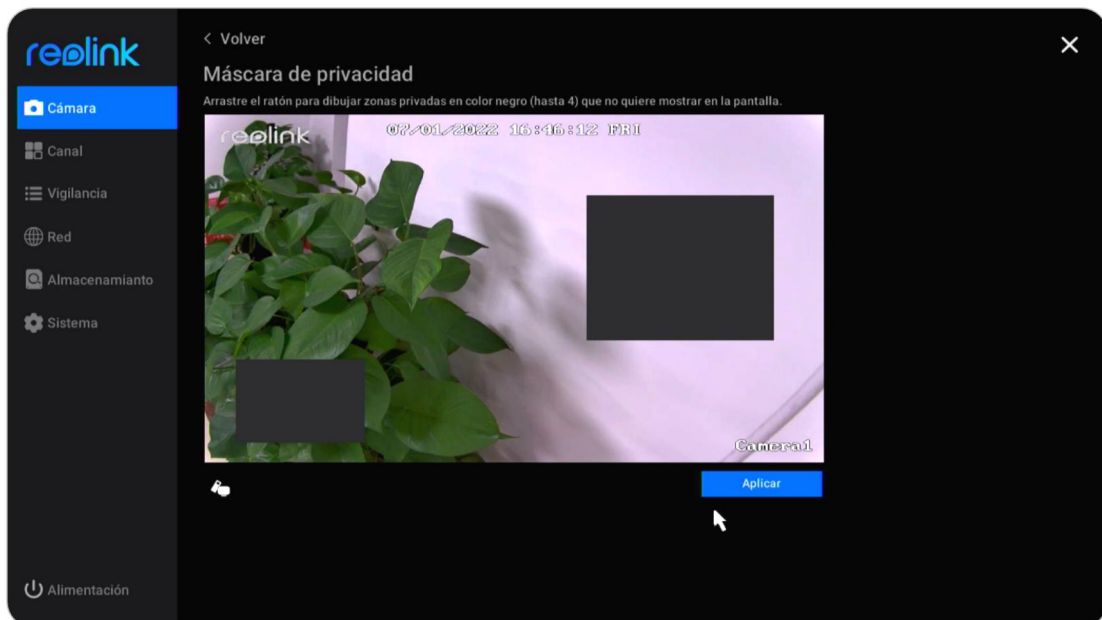 reolink
Cámara
Canal
Vigilancia
Red
Almacenamianto
Sistema
Alimentación
Volver
Máscara de privacidad
Arrastre el ratón para dibujar zonas privadas en color negro (hasta 4) que no quiere mostrar en la pantalla.
reolink
07/01/2022 16:46:12 FRI
Camera1
Aplicar